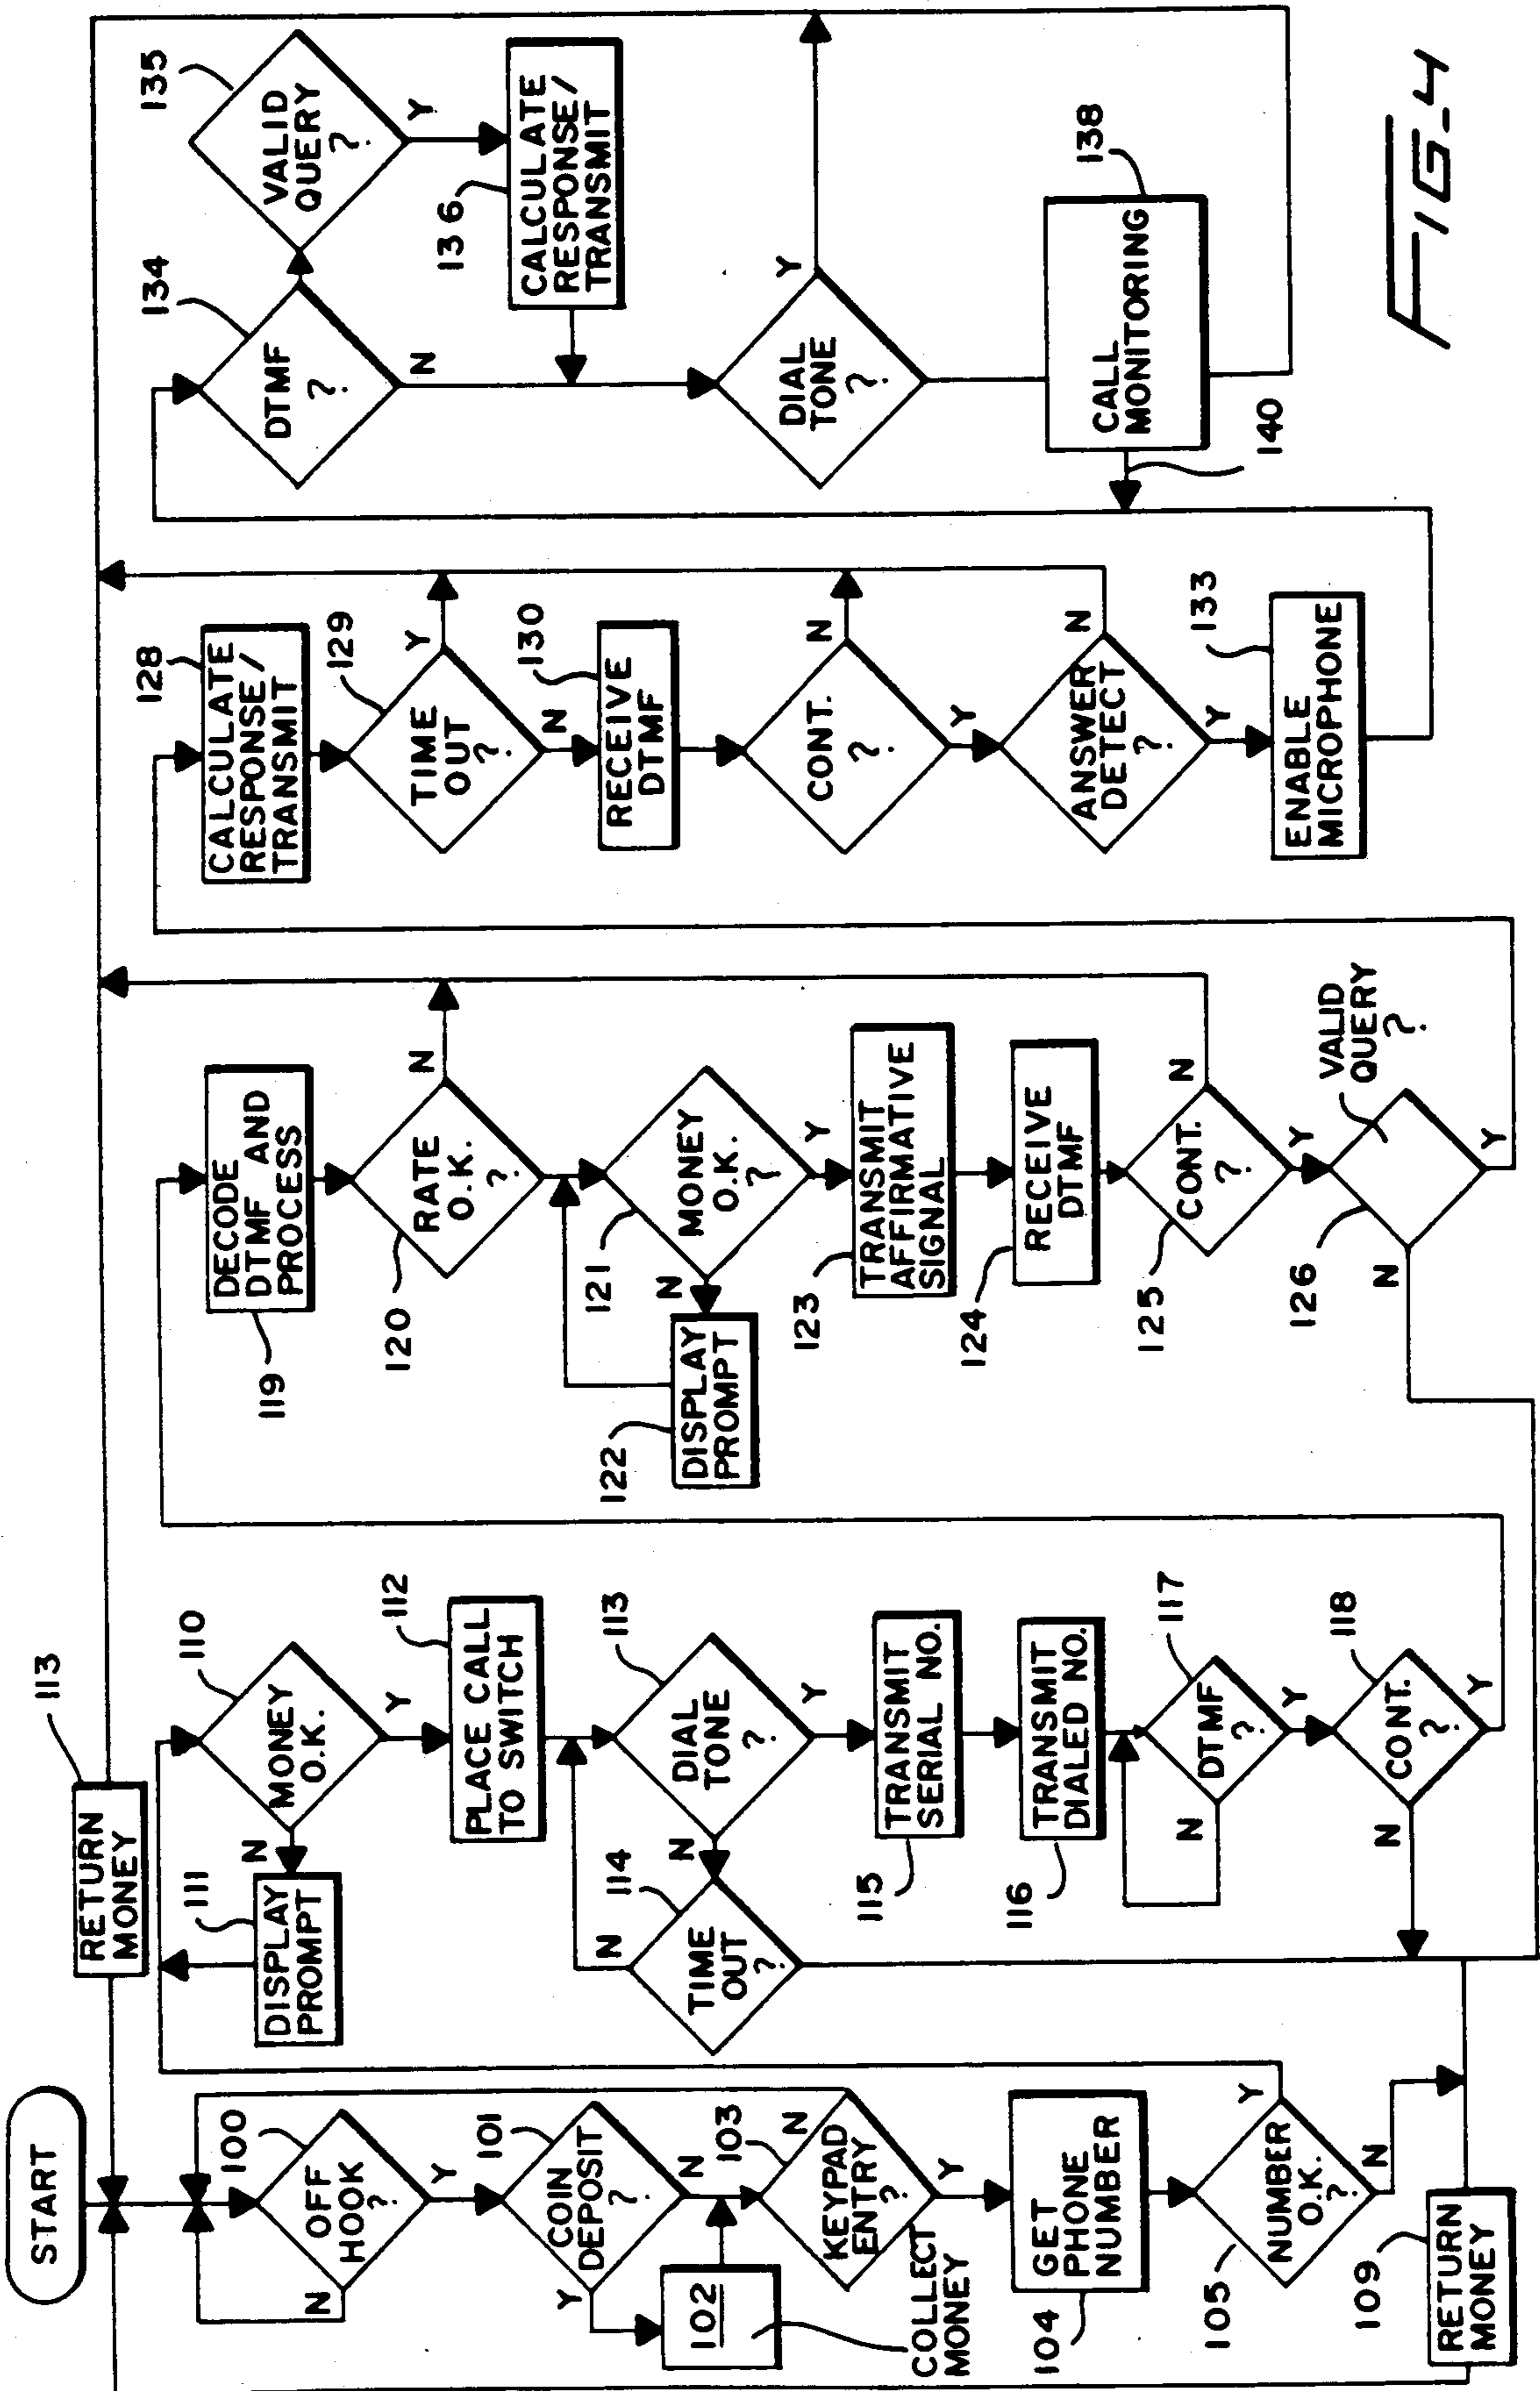 START
100
OFF
HOOK
?
N
Y
101
COIN
DEPOSIT
?
Y
N
102
COLLECT
MONEY
103
KEYPAD
ENTRY
?
N
Y
104
GET
PHONE
NUMBER
105
NUMBER
O.K.
?
Y
N
109
RETURN
MONEY
113
RETURN
MONEY
110
MONEY
O.K.
?
N
Y
111
DISPLAY
PROMPT
112
PLACE CALL
TO SWITCH
113
DIAL
TONE
?
N
Y
114
TIME
OUT
?
N
115
TRANSMIT
SERIAL NO.
116
TRANSMIT
DIALED NO.
117
DTMF
?
N
Y
118
CONT.
?
N
Y
119
DECODE
DTMF AND
PROCESS
120
RATE
O.K.
?
N
121
MONEY
O.K.
?
N
Y
122
DISPLAY
PROMPT
123
TRANSMIT
AFFIRMATIVE
SIGNAL
124
RECEIVE
DTMF
125
CONT.
?
N
Y
126
VALID
QUERY
?
N
Y
128
CALCULATE
RESPONSE/
TRANSMIT
129
TIME
OUT
?
Y
N
130
RECEIVE
DTMF
CONT.
?
N
Y
ANSWER
DETECT
?
N
Y
133
ENABLE
MICROPHONE
134
DTMF
?
N
135
VALID
QUERY
?
Y
136
CALCULATE
RESPONSE/
TRANSMIT
DIAL
TONE
?
Y
138
CALL
MONITORING
140
FIG_4